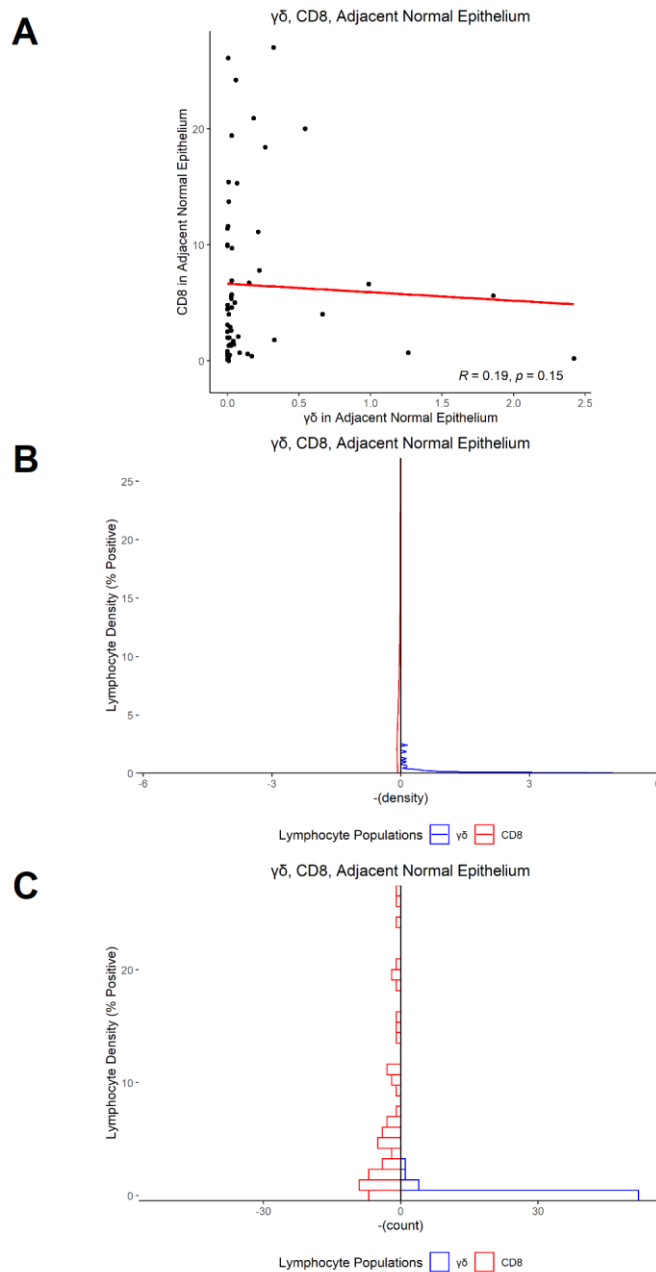 A
γδ, CD8, Adjacent Normal Epithelium
CD8 in Adjacent Normal Epithelium
20
10
0
R = 0.19, p = 0.15
0.0 0.5 1.0 1.5 2.0 2.5
γδ in Adjacent Normal Epithelium
B
γδ, CD8, Adjacent Normal Epithelium
Lymphocyte Density (% Positive)
25
20
15
10
5
0
-6 -3 0 3 6
-(density)
Lymphocyte Populations γδ CD8
C
γδ, CD8, Adjacent Normal Epithelium
Lymphocyte Density (% Positive)
20
10
0
-30 0 30
-(count)
Lymphocyte Populations γδ CD8